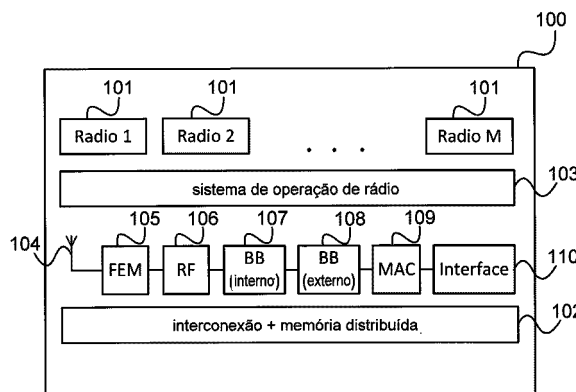 100
101 101 101
Radio 1 Radio 2 . . . Radio M
103
sistema de operação de rádio
104 105 106 107 108 109
FEM RF BB (interno) BB (externo) MAC Interface
110
102
interconexão + memória distribuída